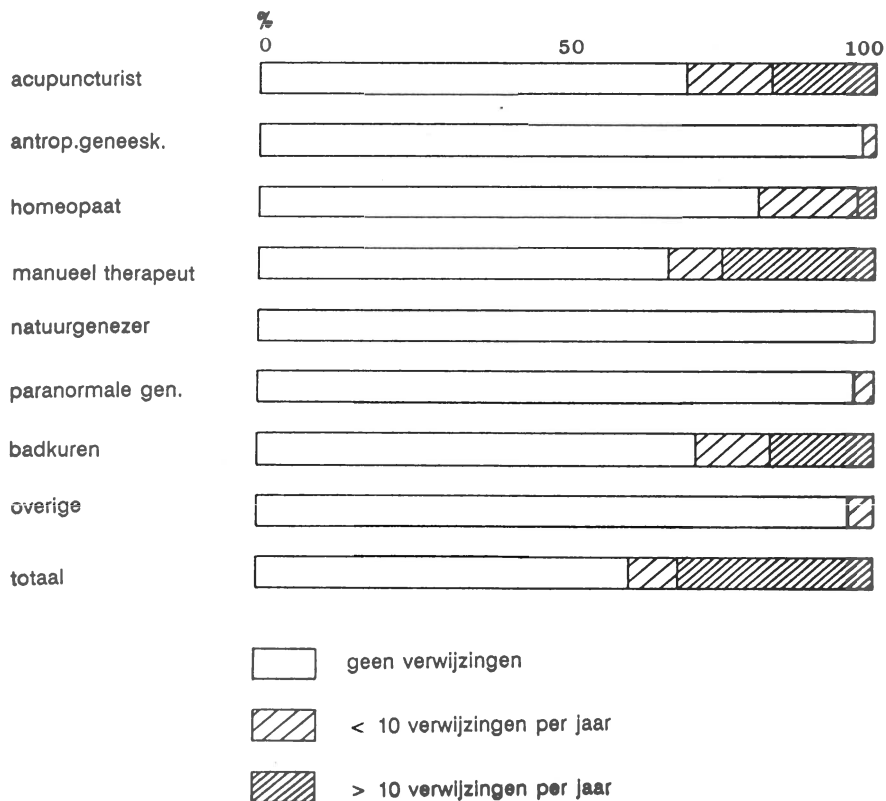 %
0 50 100
acupuncturist
antrop.geneesk.
homeopaat
manueel therapeut
natuurgenezer
paranormale gen.
badkuren
overige
totaal
geen verwijzingen
< 10 verwijzingen per jaar
> 10 verwijzingen per jaar